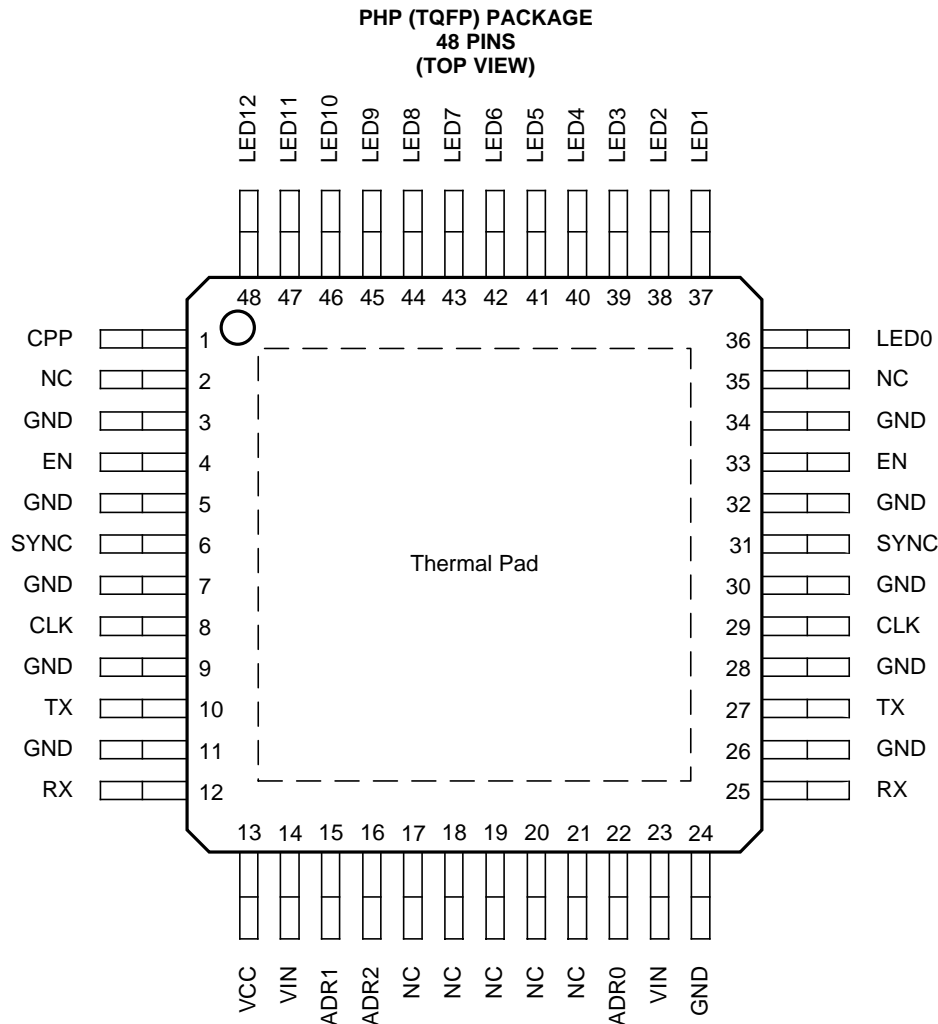 PHP (TQFP) PACKAGE
48 PINS
(TOP VIEW)
LED12 LED11 LED10 LED9 LED8 LED7 LED6 LED5 LED4 LED3 LED2 LED1
48 47 46 45 44 43 42 41 40 39 38 37
CPP 1 36 LED0
NC 2 35 NC
GND 3 34 GND
EN 4 33 EN
GND 5 32 GND
SYNC 6 31 SYNC
Thermal Pad
GND 7 30 GND
CLK 8 29 CLK
GND 9 28 GND
TX 10 27 TX
GND 11 26 GND
RX 12 25 RX
13 14 15 16 17 18 19 20 21 22 23 24
VCC VIN ADR1 ADR2 NC NC NC NC NC ADR0 VIN GND